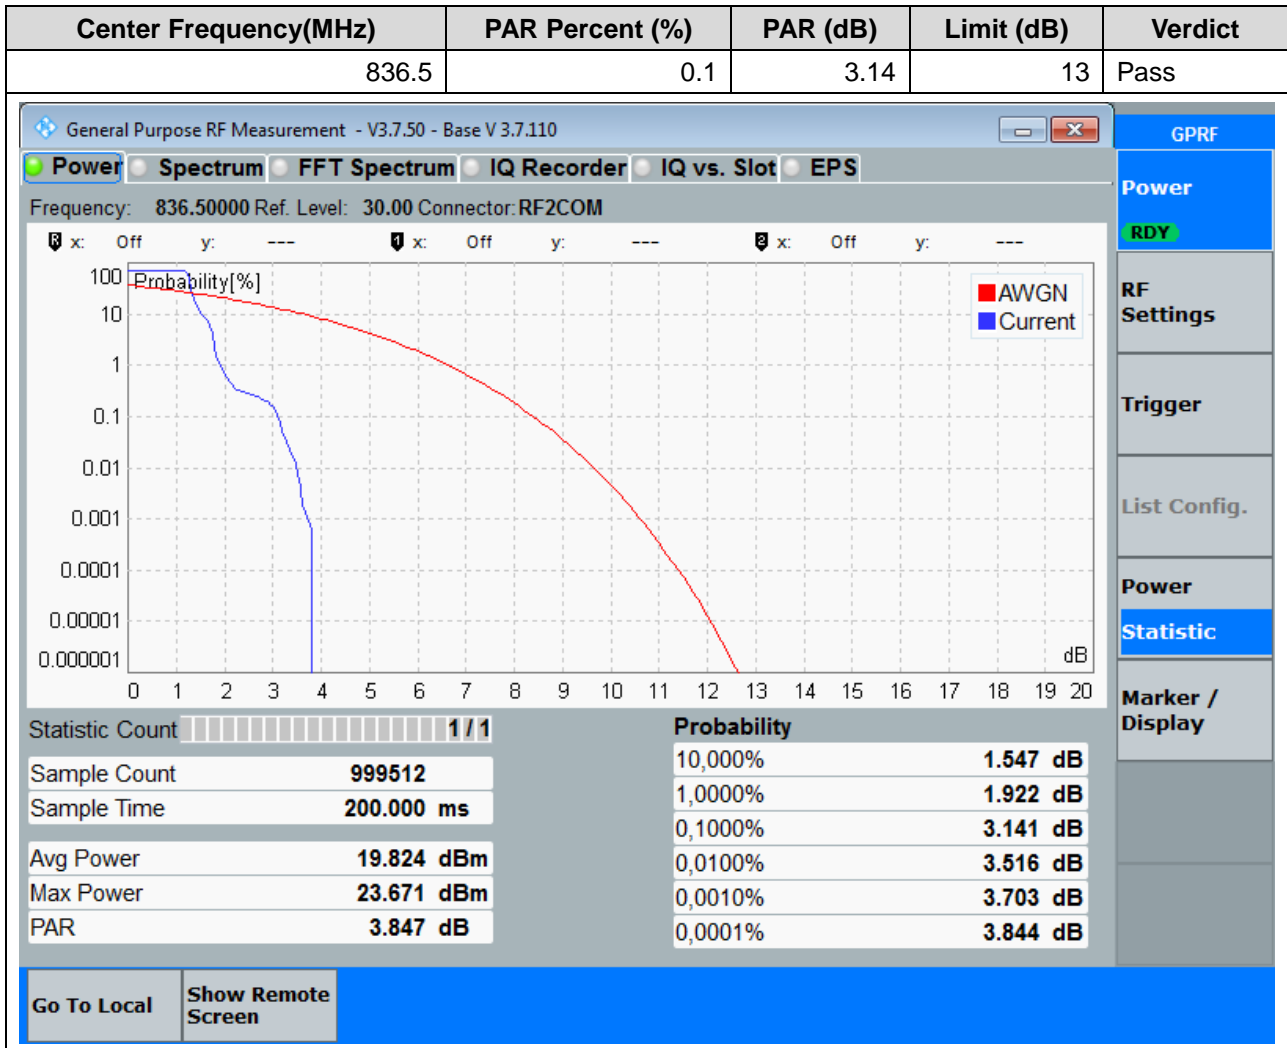 Center Frequency(MHz) PAR Percent (%) PAR (dB) Limit (dB) Verdict
836.5 0.1 3.14 13 Pass
General Purpose RF Measurement - V3.7.50 - Base V 3.7.110
GPRF
Power Spectrum FFT Spectrum IQ Recorder IQ vs. Slot EPS
Power
RDY
Frequency: 836.50000 Ref. Level: 30.00 Connector: RF2COM
R x: Off y: --- 1 x: Off y: --- 2 x: Off y: ---
Probability[%]
AWGN
Current
100
10
1
0.1
0.01
0.001
0.0001
0.00001
0.000001
dB
0 1 2 3 4 5 6 7 8 9 10 11 12 13 14 15 16 17 18 19 20
RF
Settings
Trigger
List Config.
Power
Statistic
Marker /
Display
Statistic Count 1 / 1
Sample Count 999512
Sample Time 200.000 ms
Avg Power 19.824 dBm
Max Power 23.671 dBm
PAR 3.847 dB
Probability
10,000% 1.547 dB
1,0000% 1.922 dB
0,1000% 3.141 dB
0,0100% 3.516 dB
0,0010% 3.703 dB
0,0001% 3.844 dB
Go To Local
Show Remote
Screen